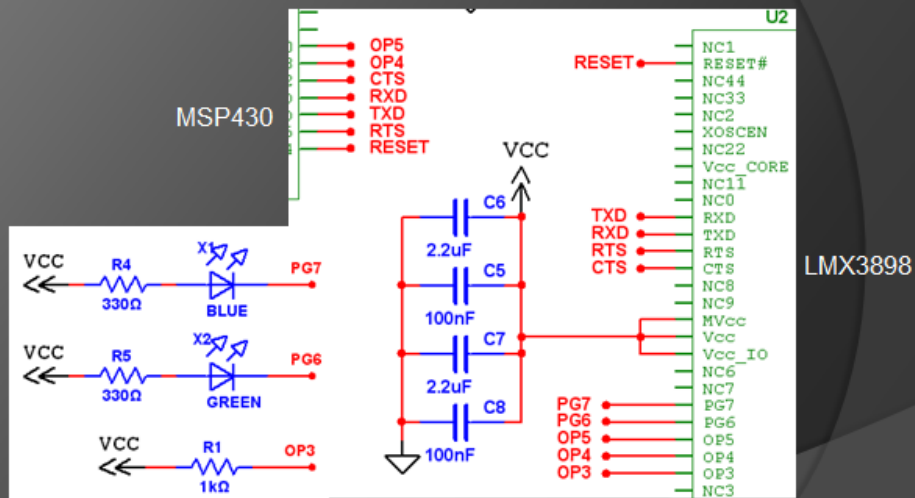 U2
OP5
OP4
CTS
RXD
TXD
RTS
RESET
MSP430
RESET
NC1
RESET#
NC44
NC33
NC2
XOSCEN
NC22
Vcc_CORE
NC11
NC0
RXD
TXD
RTS
CTS
NC8
NC9
MVcc
Vcc
Vcc_IO
NC6
NC7
PG7
PG6
OP5
OP4
OP3
NC3
TXD
RXD
RTS
CTS
PG7
PG6
OP5
OP4
OP3
LMX3898
VCC
C6
2.2uF
C5
100nF
C7
2.2uF
C8
100nF
VCC
R4
330Ω
X1
BLUE
PG7
VCC
R5
330Ω
X2
GREEN
PG6
VCC
R1
1kΩ
OP3